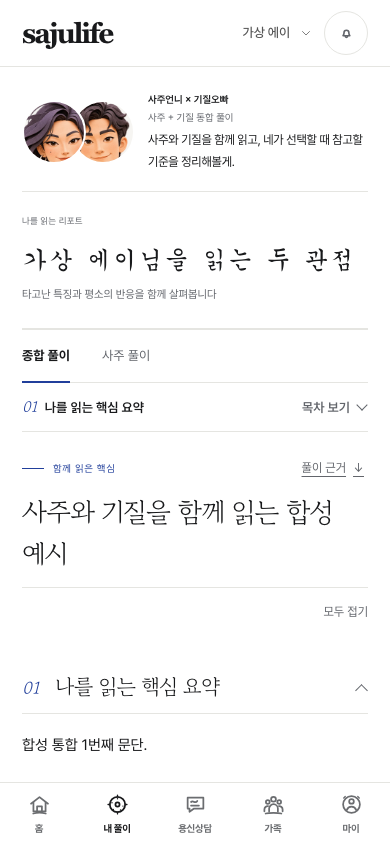 sajulife
가상 에이
사주언니 × 기질오빠
사주 + 기질 통합 풀이
사주와 기질을 함께 읽고, 네가 선택할 때 참고할
기준을 정리해볼게.
나를 읽는 리포트
가상 에이님을 읽는 두 관점
타고난 특징과 평소의 반응을 함께 살펴봅니다
종합 풀이 사주 풀이
01 나를 읽는 핵심 요약 목차 보기
함께 읽은 핵심 풀이 근거 ↓
사주와 기질을 함께 읽는 합성
예시
모두 접기
01 나를 읽는 핵심 요약
합성 통합 1번째 문단.
홈 내 풀이 용신상담 가족 마이